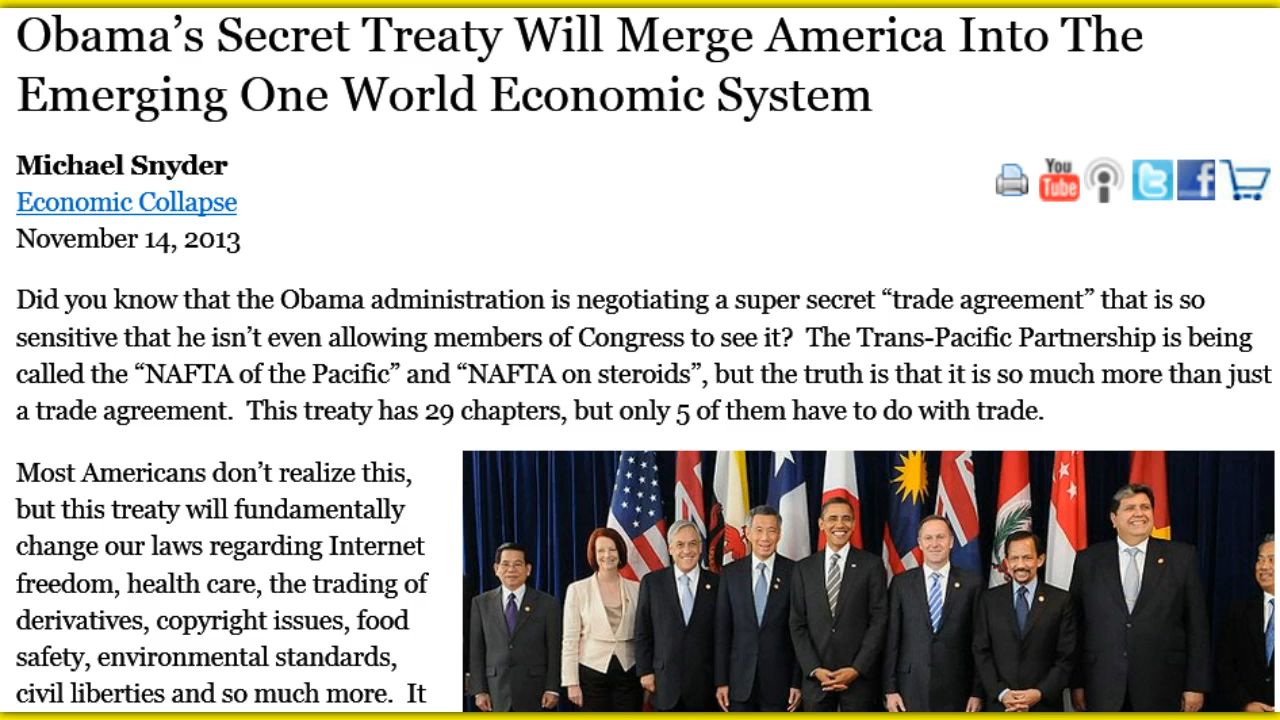 Obama’s Secret Treaty Will Merge America Into The
Emerging One World Economic System
Michael Snyder
Economic Collapse
November 14, 2013
You
Tube
Did you know that the Obama administration is negotiating a super secret “trade agreement” that is so
sensitive that he isn’t even allowing members of Congress to see it?  The Trans-Pacific Partnership is being
called the “NAFTA of the Pacific” and “NAFTA on steroids”, but the truth is that it is so much more than just
a trade agreement.  This treaty has 29 chapters, but only 5 of them have to do with trade.
Most Americans don’t realize this,
but this treaty will fundamentally
change our laws regarding Internet
freedom, health care, the trading of
derivatives, copyright issues, food
safety, environmental standards,
civil liberties and so much more.  It